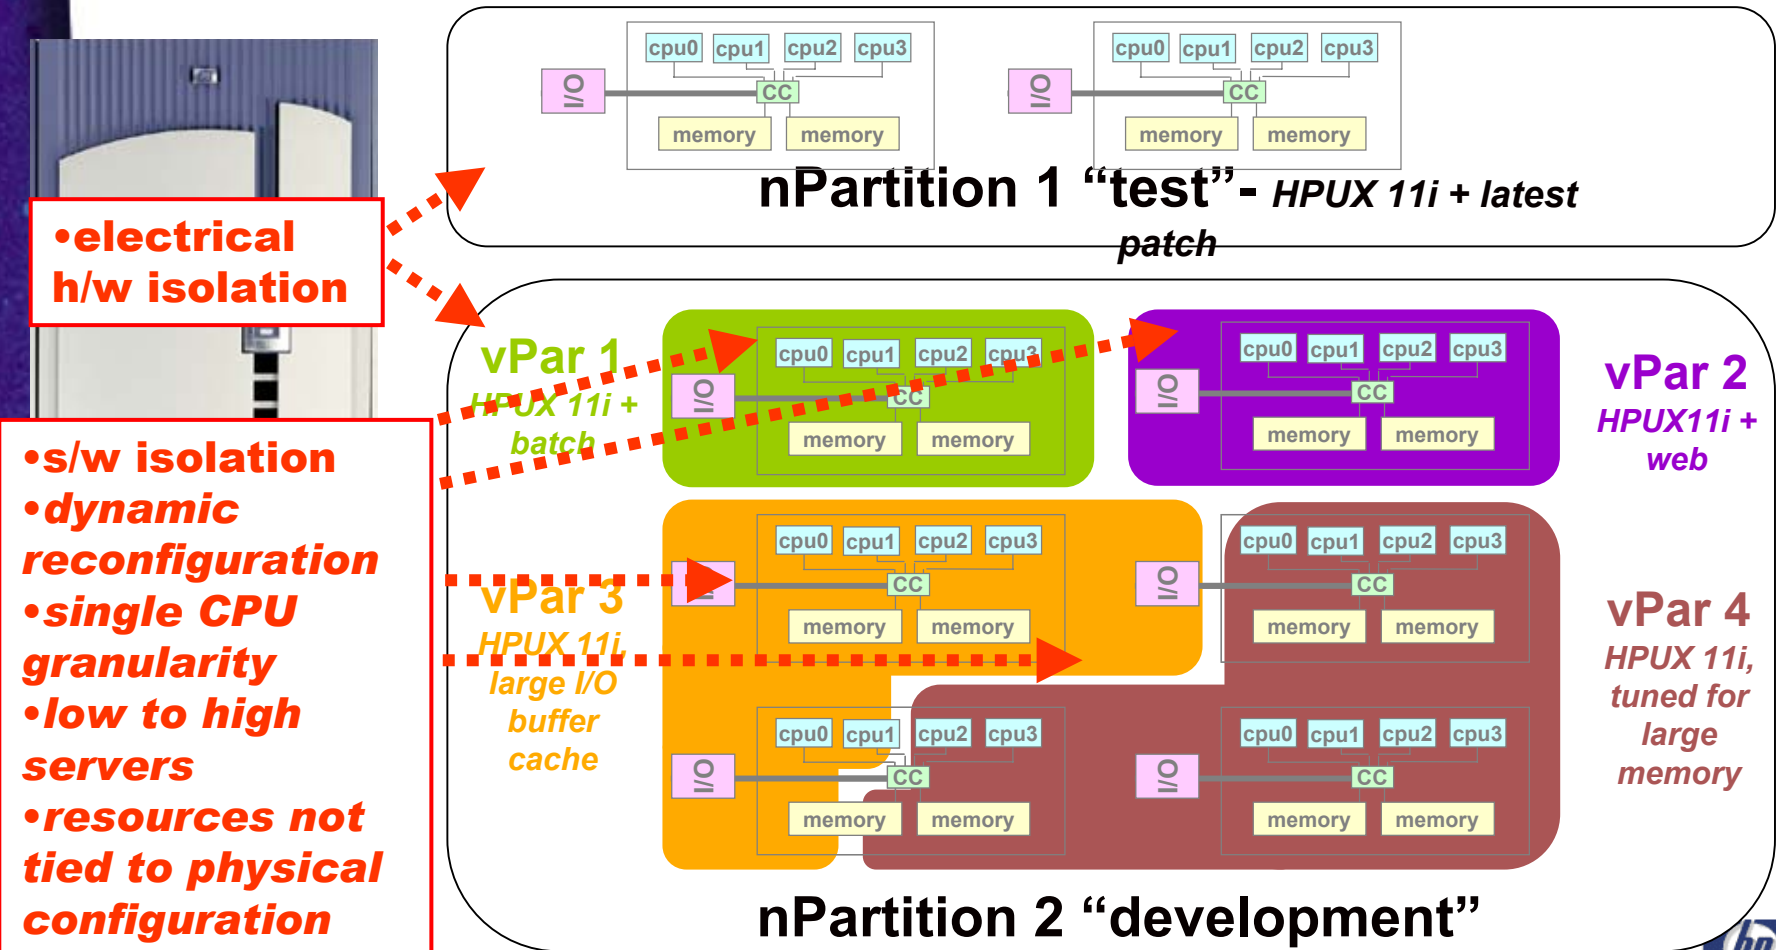 cpu0 cpu1 cpu2 cpu3
I/O
CC
memory memory
cpu0 cpu1 cpu2 cpu3
I/O
CC
memory memory
nPartition 1 “test”- HPUX 11i + latest
patch
•electrical
h/w isolation
•s/w isolation
•dynamic
reconfiguration
•single CPU
granularity
•low to high
servers
•resources not
tied to physical
configuration
vPar 1
HPUX 11i +
batch
cpu0 cpu1 cpu2 cpu3
I/O
CC
memory memory
cpu0 cpu1 cpu2 cpu3
I/O
CC
memory memory
vPar 2
HPUX11i +
web
vPar 3
HPUX 11i,
large I/O
buffer
cache
cpu0 cpu1 cpu2 cpu3
I/O
CC
memory memory
cpu0 cpu1 cpu2 cpu3
I/O
CC
memory memory
vPar 4
HPUX 11i,
tuned for
large
memory
cpu0 cpu1 cpu2 cpu3
I/O
CC
memory memory
cpu0 cpu1 cpu2 cpu3
I/O
CC
memory memory
nPartition 2 “development”
hp